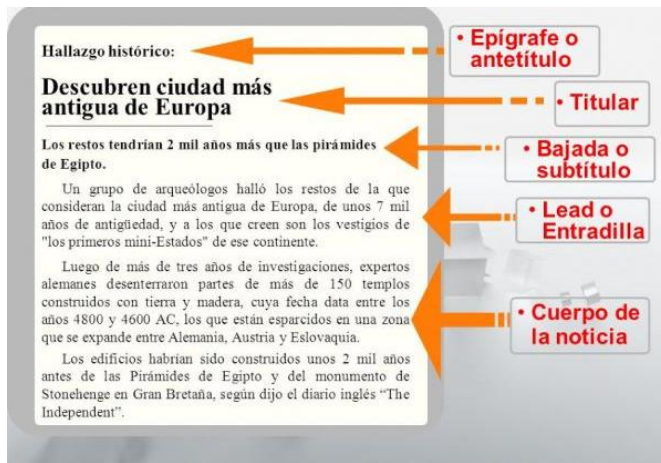 Hallazgo histórico:
Descubren ciudad más
antigua de Europa
Los restos tendrían 2 mil años más que las pirámides
de Egipto.
Un grupo de arqueólogos halló los restos de la que
consideran la ciudad más antigua de Europa, de unos 7 mil
años de antigüedad, y a los que creen son los vestigios de
"los primeros mini-Estados" de ese continente.
Luego de más de tres años de investigaciones, expertos
alemanes desenterraron partes de más de 150 templos
construidos con tierra y madera, cuya fecha data entre los
años 4800 y 4600 AC, los que están esparcidos en una zona
que se expande entre Alemania, Austria y Eslovaquia.
Los edificios habrían sido construidos unos 2 mil años
antes de las Pirámides de Egipto y del monumento de
Stonehenge en Gran Bretaña, según dijo el diario inglés “The
Independent”.
• Epígrafe o
antetítulo
• Titular
• Bajada o
subtítulo
• Lead o
Entradilla
• Cuerpo de
la noticia